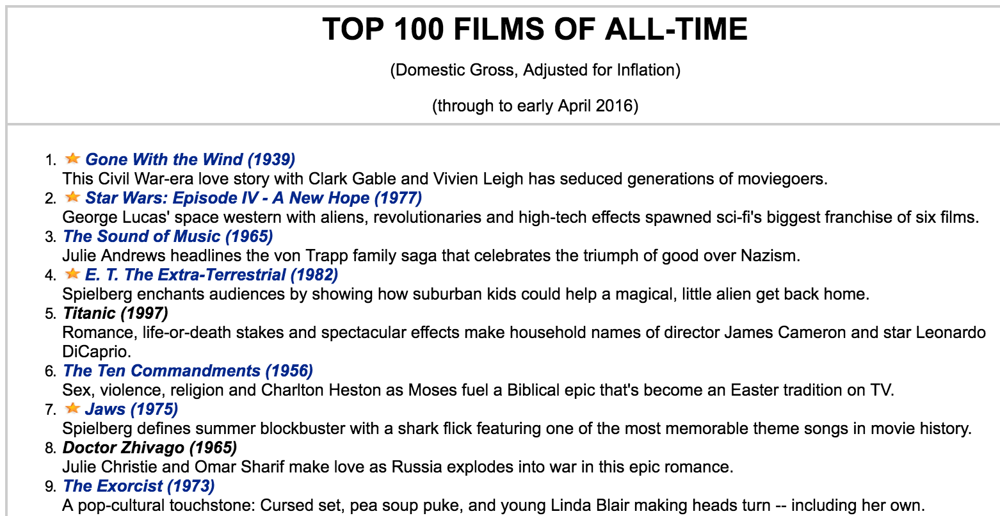 TOP 100 FILMS OF ALL-TIME
(Domestic Gross, Adjusted for Inflation)
(through to early April 2016)
1. Gone With the Wind (1939)
This Civil War-era love story with Clark Gable and Vivien Leigh has seduced generations of moviegoers.
2. Star Wars: Episode IV - A New Hope (1977)
George Lucas' space western with aliens, revolutionaries and high-tech effects spawned sci-fi's biggest franchise of six films.
3. The Sound of Music (1965)
Julie Andrews headlines the von Trapp family saga that celebrates the triumph of good over Nazism.
4. E. T. The Extra-Terrestrial (1982)
Spielberg enchants audiences by showing how suburban kids could help a magical, little alien get back home.
5. Titanic (1997)
Romance, life-or-death stakes and spectacular effects make household names of director James Cameron and star Leonardo
DiCaprio.
6. The Ten Commandments (1956)
Sex, violence, religion and Charlton Heston as Moses fuel a Biblical epic that's become an Easter tradition on TV.
7. Jaws (1975)
Spielberg defines summer blockbuster with a shark flick featuring one of the most memorable theme songs in movie history.
8. Doctor Zhivago (1965)
Julie Christie and Omar Sharif make love as Russia explodes into war in this epic romance.
9. The Exorcist (1973)
A pop-cultural touchstone: Cursed set, pea soup puke, and young Linda Blair making heads turn -- including her own.